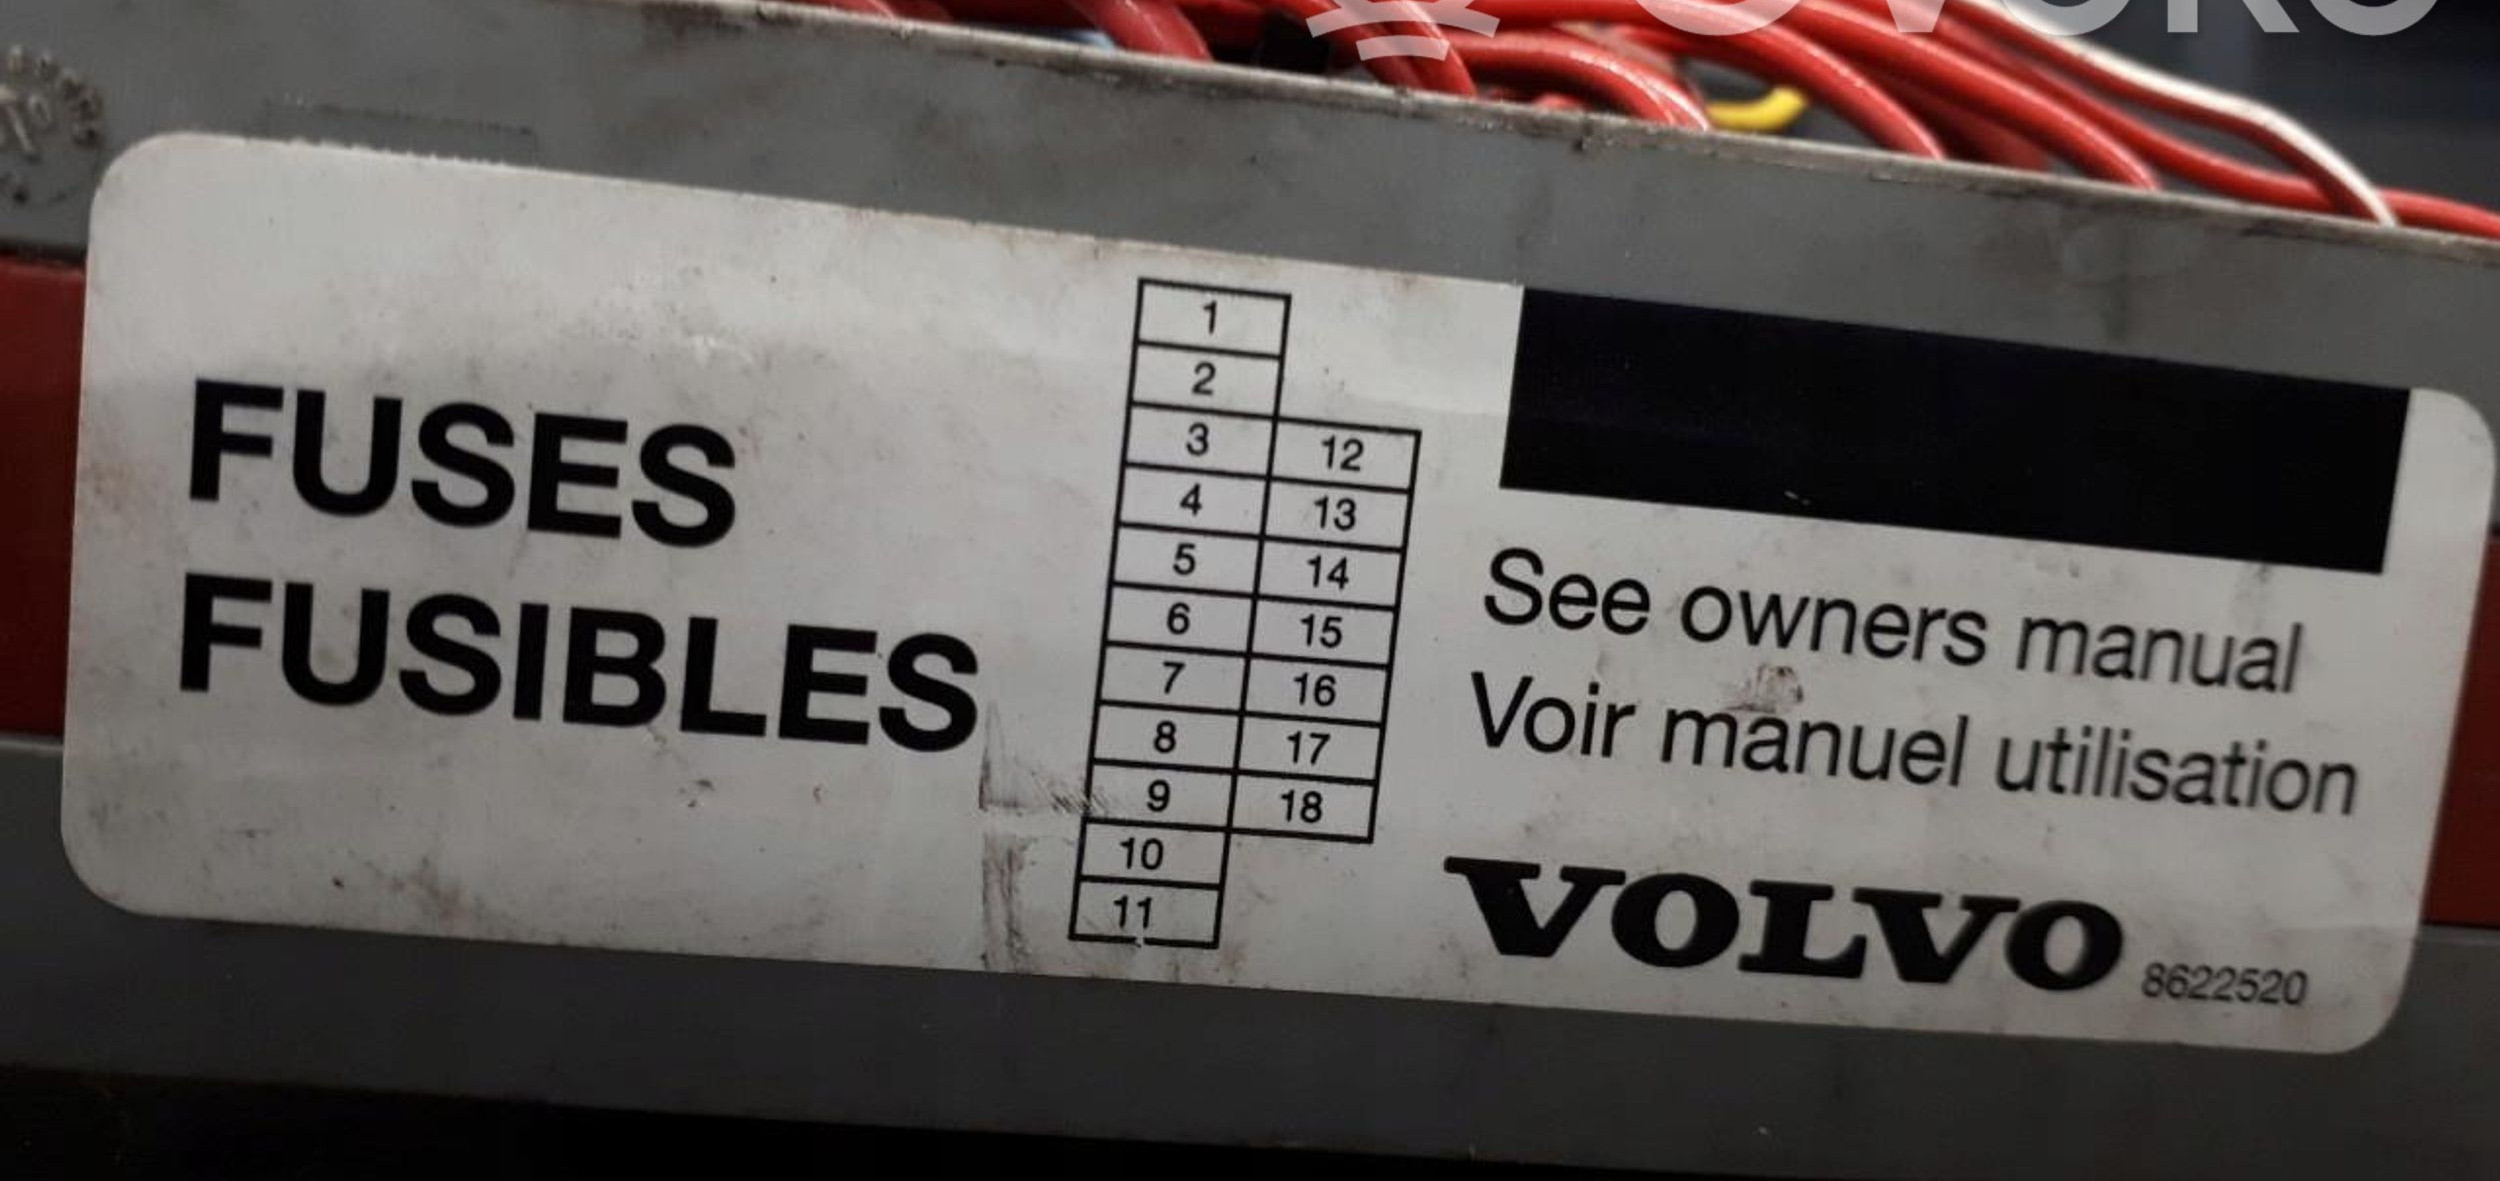 FUSES
FUSIBLES
1
2
3 12
4 13
5 14
6 15
7 16
8 17
9 18
10
11
See owners manual
Voir manuel utilisation
VOLVO 8622520